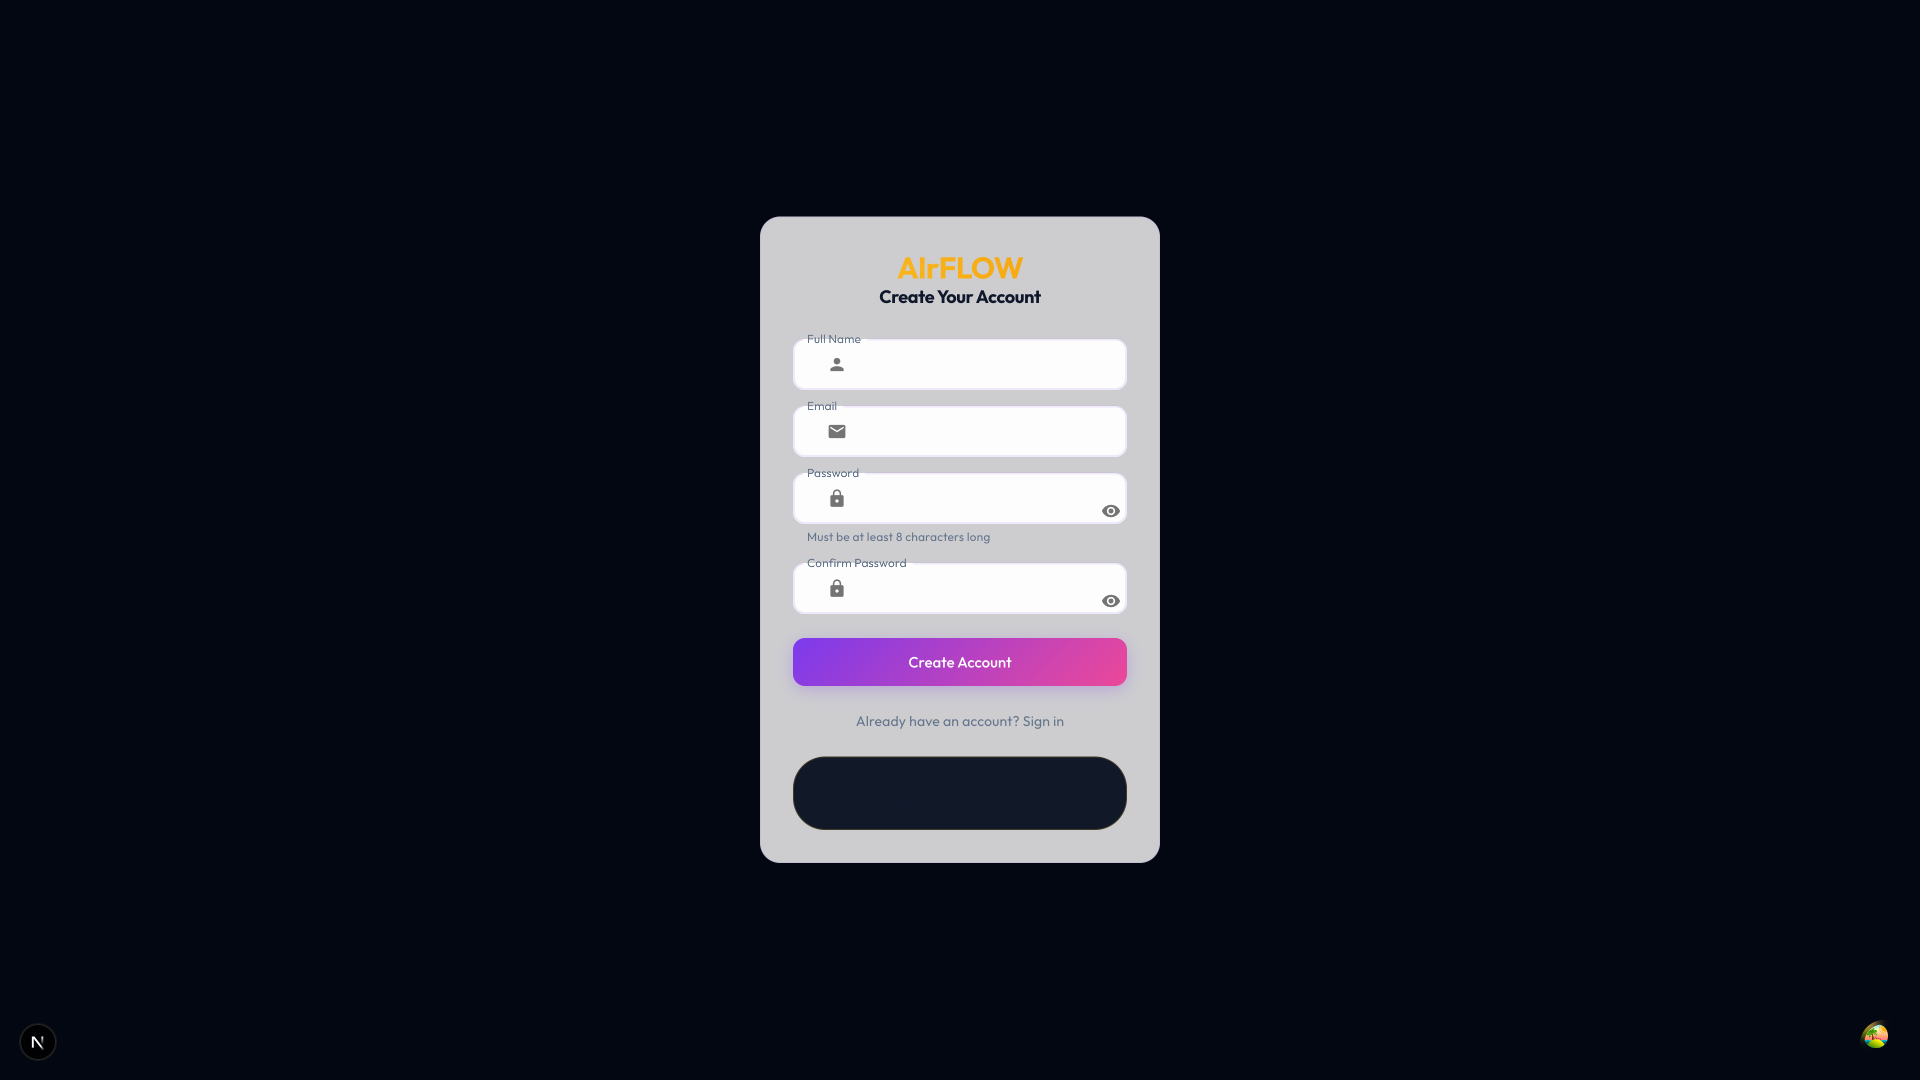 AIrFLOW
Create Your Account
Full Name
Email
Password
Must be at least 8 characters long
Confirm Password
Create Account
Already have an account? Sign in
N